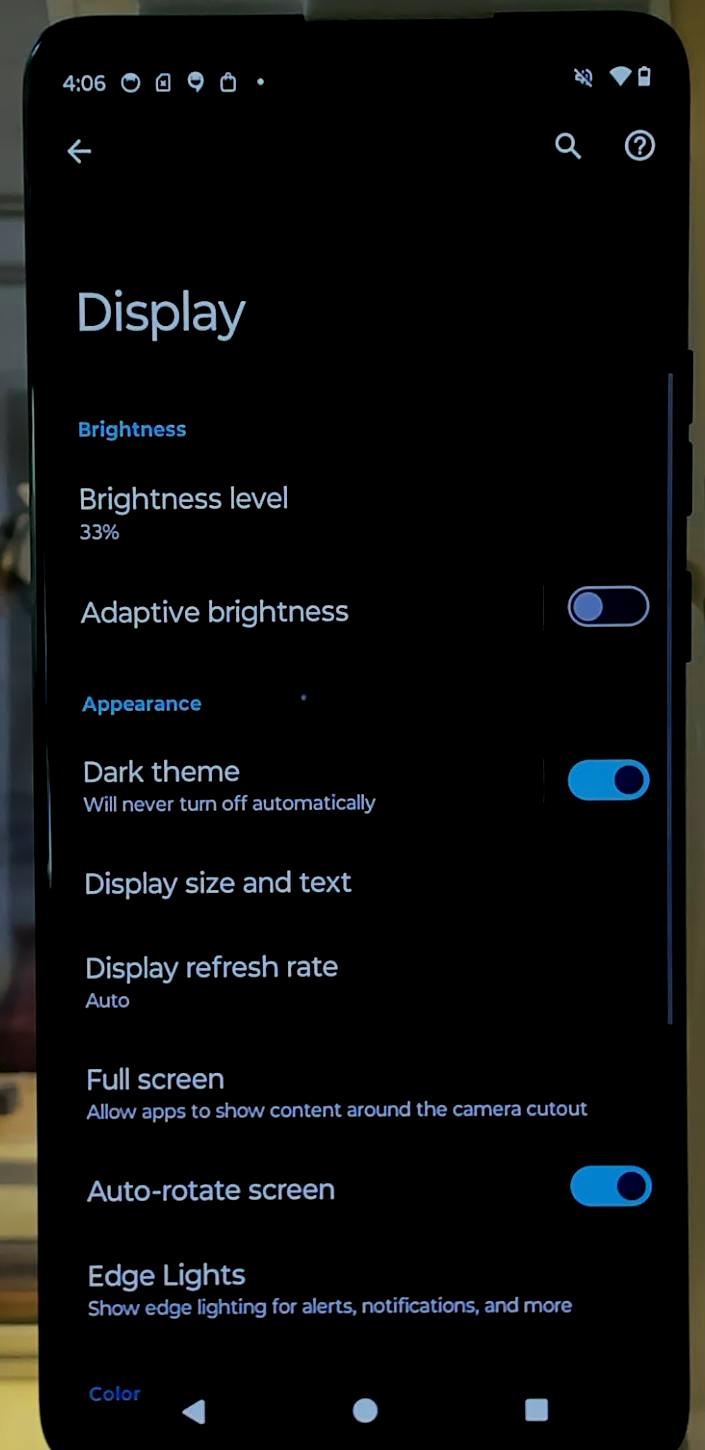 4:06
Display
Brightness
Brightness level
33%
Adaptive brightness
Appearance
Dark theme
Will never turn off automatically
Display size and text
Display refresh rate
Auto
Full screen
Allow apps to show content around the camera cutout
Auto-rotate screen
Edge Lights
Show edge lighting for alerts, notifications, and more
Color